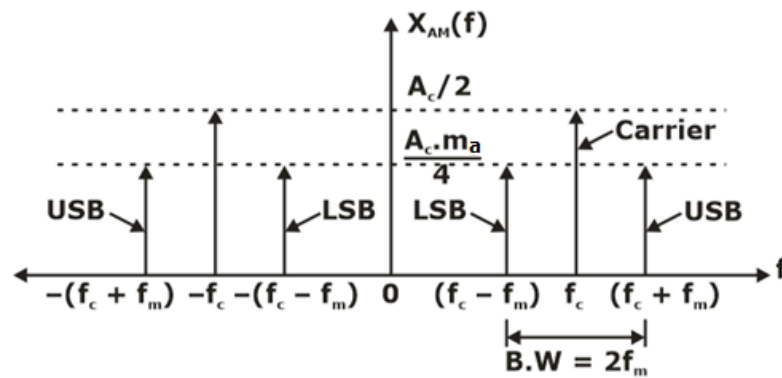 X_AM(f)
A_c/2
Carrier
A_c.m_a
4
USB LSB LSB USB
f
−(f_c + f_m) −f_c −(f_c − f_m) 0 (f_c − f_m) f_c (f_c + f_m)
B.W = 2f_m